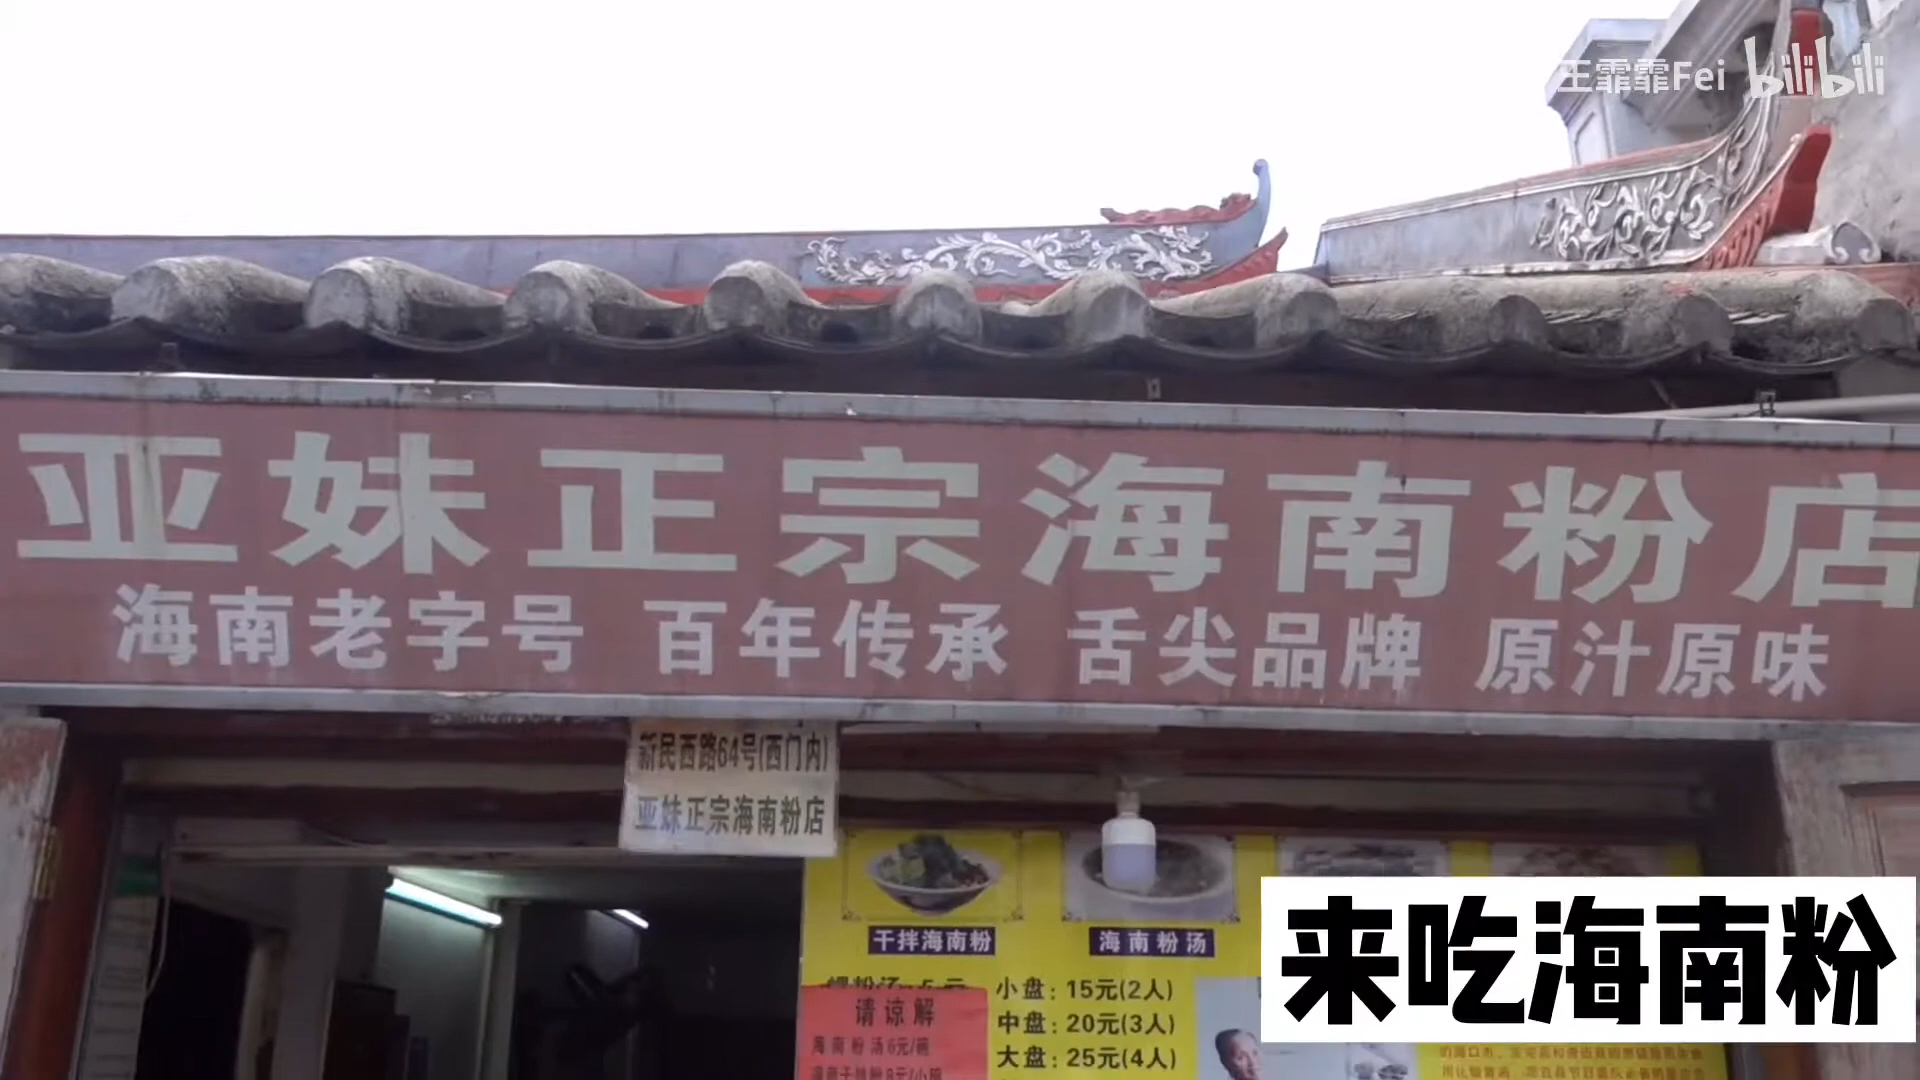 王霏霏Fei bilibili
亚妹正宗海南粉店
海南老字号 百年传承 舌尖品牌 原汁原味
新民西路64号(西门内)
亚妹正宗海南粉店
干拌海南粉
海南粉汤
小盘：15元(2人)
中盘：20元(3人)
大盘：25元(4人)
请谅解
海南粉汤6元/碗
来吃海南粉